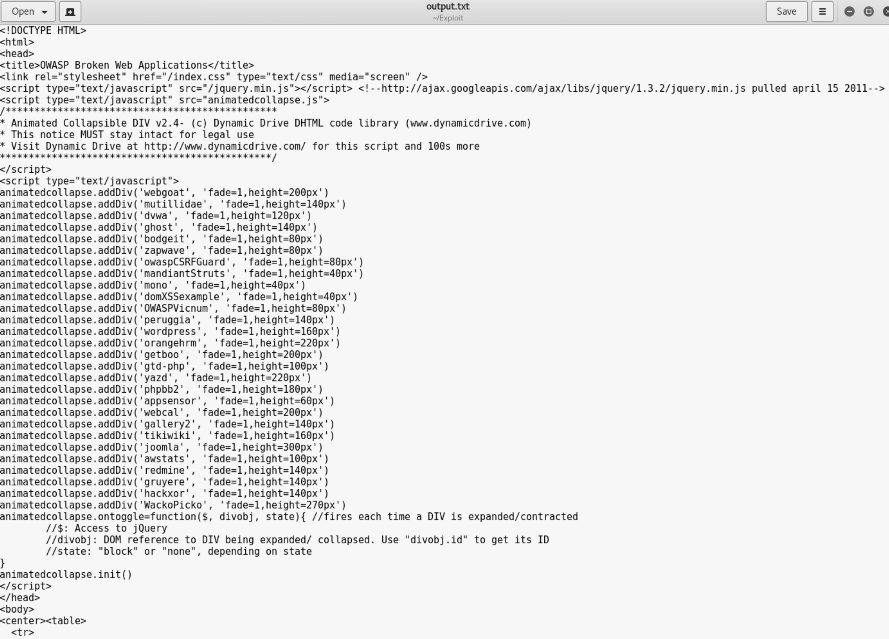 Open
output.txt
~/Exploit
Save
<!DOCTYPE HTML>
<html>
<head>
<title>OWASP Broken Web Applications</title>
<link rel="stylesheet" href="/index.css" type="text/css" media="screen" />
<script type="text/javascript" src="/jquery.min.js"></script> <!--http://ajax.googleapis.com/ajax/libs/jquery/1.3.2/jquery.min.js pulled april 15 2011-->
<script type="text/javascript" src="animatedcollapse.js">
/***********************************************
* Animated Collapsible DIV v2.4- (c) Dynamic Drive DHTML code library (www.dynamicdrive.com)
* This notice MUST stay intact for legal use
* Visit Dynamic Drive at http://www.dynamicdrive.com/ for this script and 100s more
***********************************************/
</script>
<script type="text/javascript">
animatedcollapse.addDiv('webgoat', 'fade=1,height=200px')
animatedcollapse.addDiv('mutillidae', 'fade=1,height=140px')
animatedcollapse.addDiv('dvwa', 'fade=1,height=120px')
animatedcollapse.addDiv('ghost', 'fade=1,height=140px')
animatedcollapse.addDiv('bodgeit', 'fade=1,height=80px')
animatedcollapse.addDiv('zapwave', 'fade=1,height=80px')
animatedcollapse.addDiv('owaspCSRFGuard', 'fade=1,height=80px')
animatedcollapse.addDiv('mandiantStruts', 'fade=1,height=40px')
animatedcollapse.addDiv('mono', 'fade=1,height=40px')
animatedcollapse.addDiv('domXSSexample', 'fade=1,height=40px')
animatedcollapse.addDiv('OWASPVicnum', 'fade=1,height=80px')
animatedcollapse.addDiv('peruggia', 'fade=1,height=140px')
animatedcollapse.addDiv('wordpress', 'fade=1,height=160px')
animatedcollapse.addDiv('orangehrm', 'fade=1,height=220px')
animatedcollapse.addDiv('getboo', 'fade=1,height=200px')
animatedcollapse.addDiv('gtd-php', 'fade=1,height=100px')
animatedcollapse.addDiv('yazd', 'fade=1,height=220px')
animatedcollapse.addDiv('phpbb2', 'fade=1,height=180px')
animatedcollapse.addDiv('appsensor', 'fade=1,height=60px')
animatedcollapse.addDiv('webcal', 'fade=1,height=200px')
animatedcollapse.addDiv('gallery2', 'fade=1,height=140px')
animatedcollapse.addDiv('tikiwiki', 'fade=1,height=160px')
animatedcollapse.addDiv('joomla', 'fade=1,height=300px')
animatedcollapse.addDiv('awstats', 'fade=1,height=100px')
animatedcollapse.addDiv('redmine', 'fade=1,height=140px')
animatedcollapse.addDiv('gruyere', 'fade=1,height=140px')
animatedcollapse.addDiv('hackxor', 'fade=1,height=140px')
animatedcollapse.addDiv('WackoPicko', 'fade=1,height=270px')
animatedcollapse.ontoggle=function($, divobj, state){ //fires each time a DIV is expanded/contracted
//$: Access to jQuery
//divobj: DOM reference to DIV being expanded/ collapsed. Use "divobj.id" to get its ID
//state: "block" or "none", depending on state
}
animatedcollapse.init()
</script>
</head>
<body>
<center><table>
<tr>